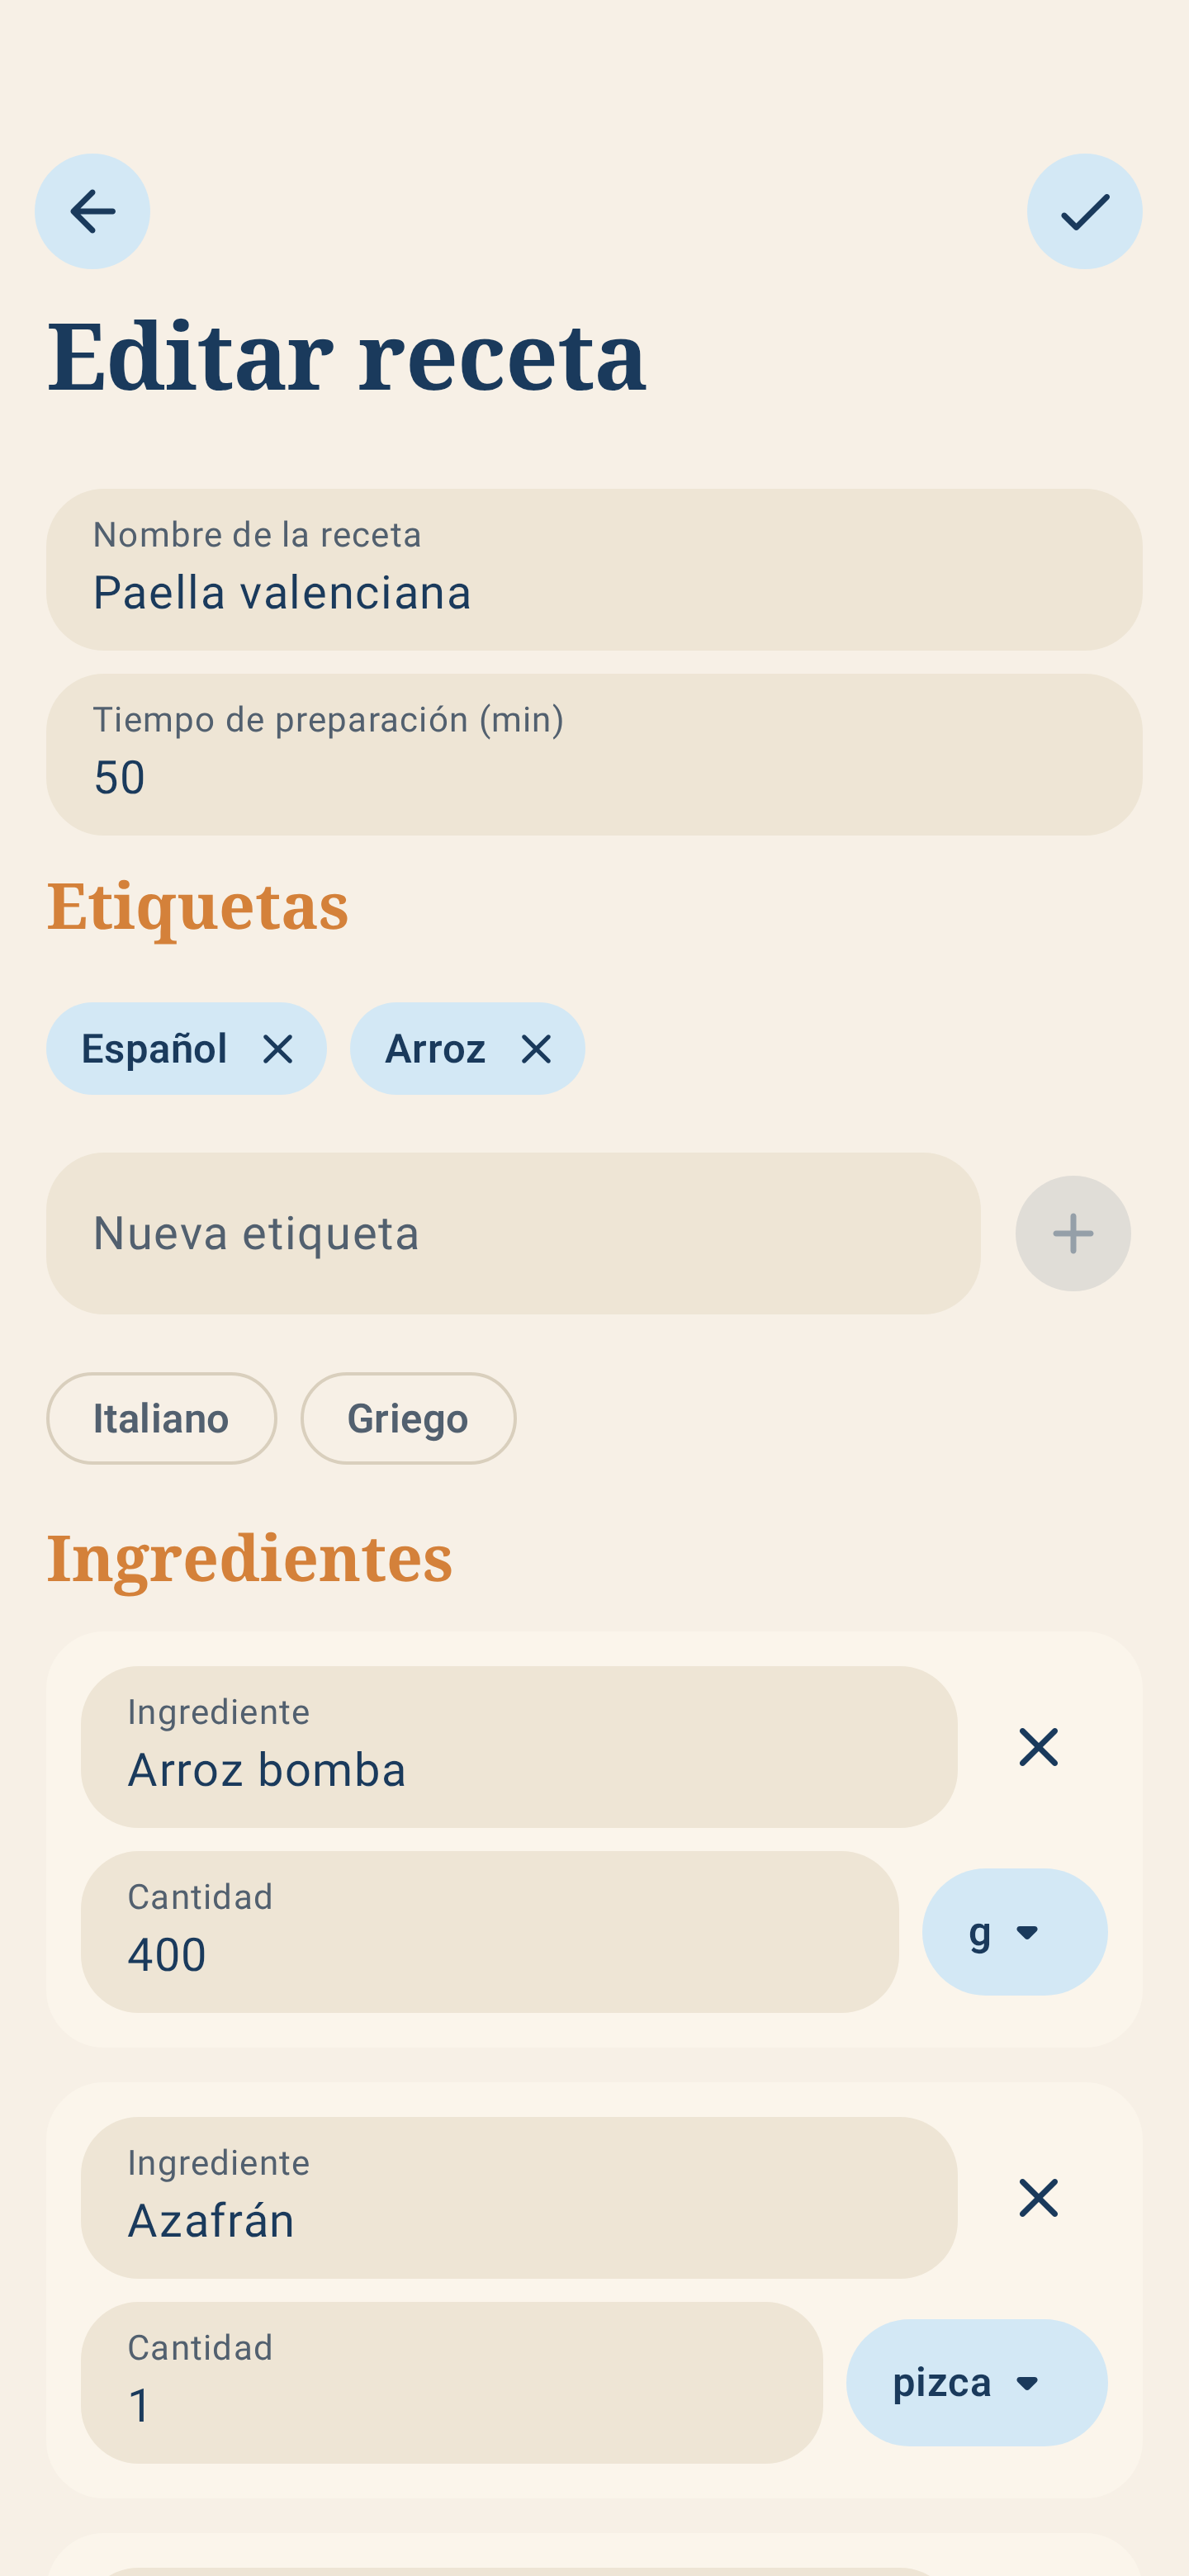 Editar receta
Nombre de la receta
Paella valenciana
Tiempo de preparación (min)
50
Etiquetas
Español
Arroz
Nueva etiqueta
Italiano
Griego
Ingredientes
Ingrediente
Arroz bomba
Cantidad
400
g
Ingrediente
Azafrán
Cantidad
1
pizca